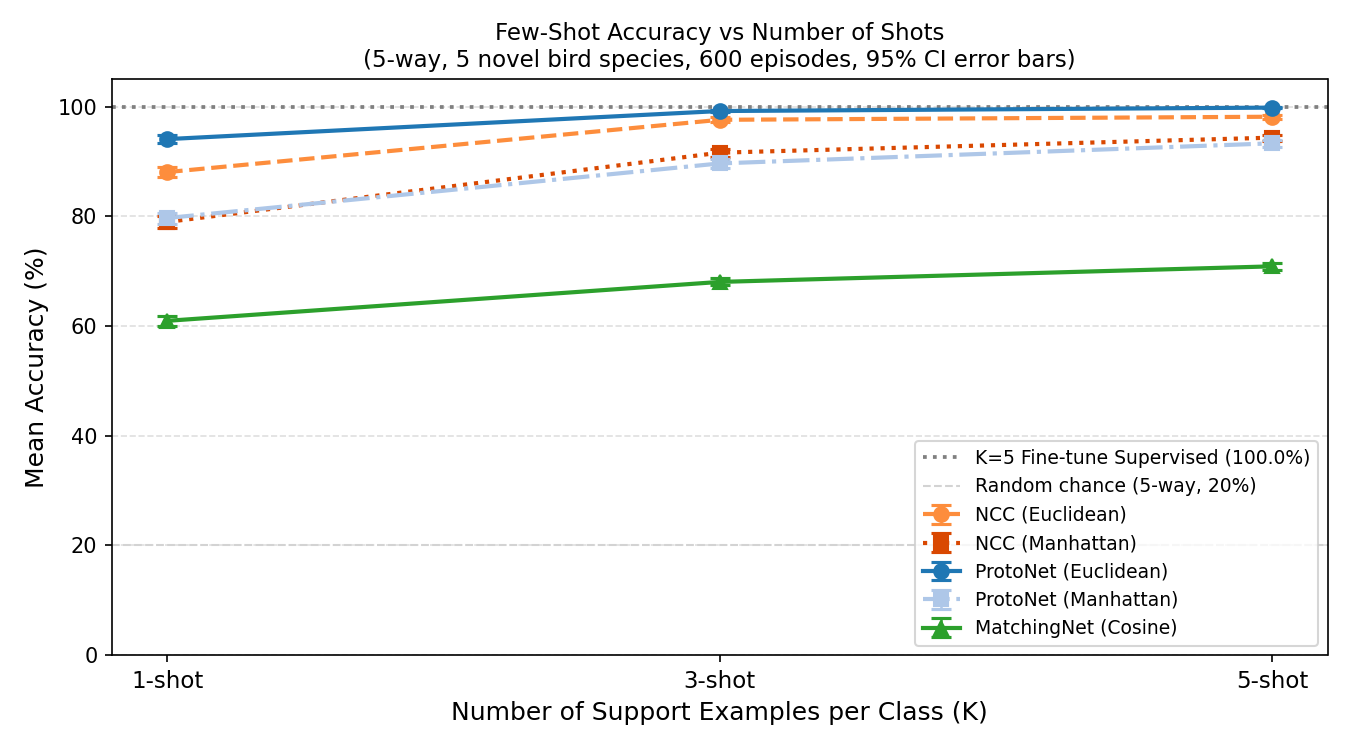 Few-Shot Accuracy vs Number of Shots
(5-way, 5 novel bird species, 600 episodes, 95% CI error bars)
Mean Accuracy (%)
100
80
60
40
20
0
K=5 Fine-tune Supervised (100.0%)
Random chance (5-way, 20%)
NCC (Euclidean)
NCC (Manhattan)
ProtoNet (Euclidean)
ProtoNet (Manhattan)
MatchingNet (Cosine)
1-shot
3-shot
5-shot
Number of Support Examples per Class (K)